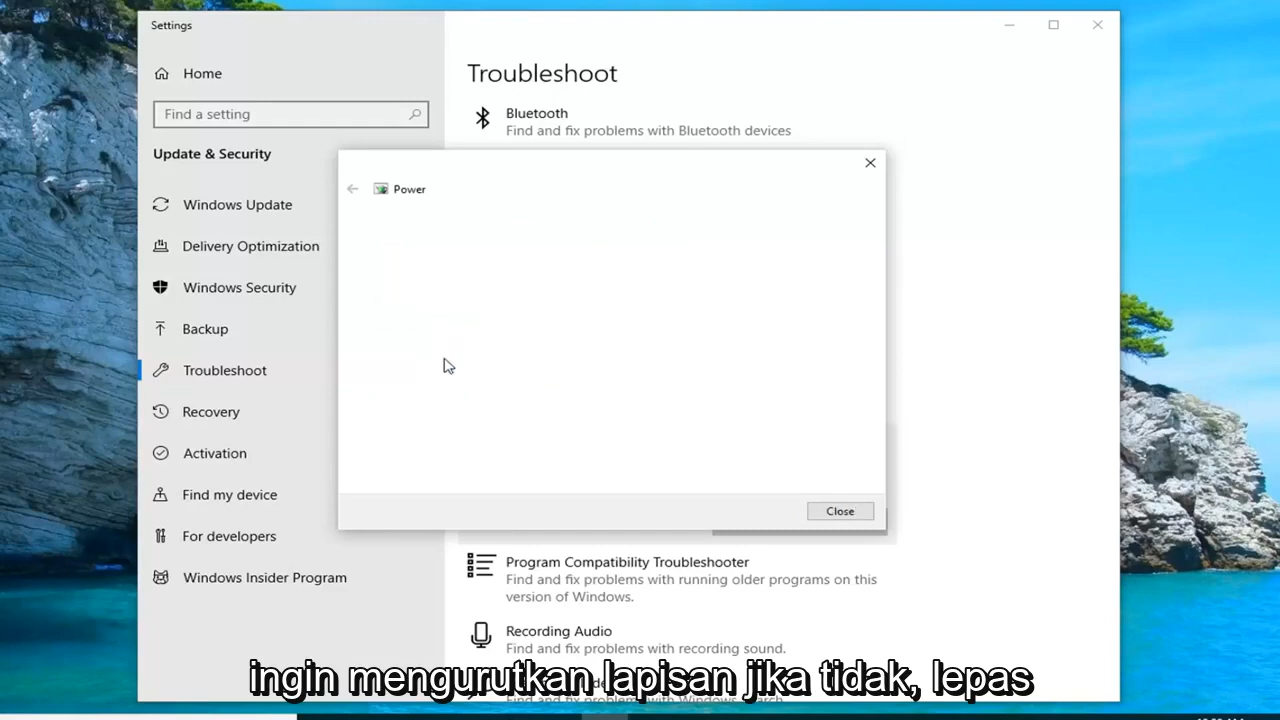 Settings
Home
Find a setting
Update & Security
Windows Update
Delivery Optimization
Windows Security
Backup
Troubleshoot
Recovery
Activation
Find my device
For developers
Windows Insider Program
Troubleshoot
Bluetooth
Find and fix problems with Bluetooth devices
Power
Close
Program Compatibility Troubleshooter
Find and fix problems with running older programs on this
version of Windows.
Recording Audio
Find and fix problems with recording sound.
ingin mengurutkan lapisan jika tidak, lepas